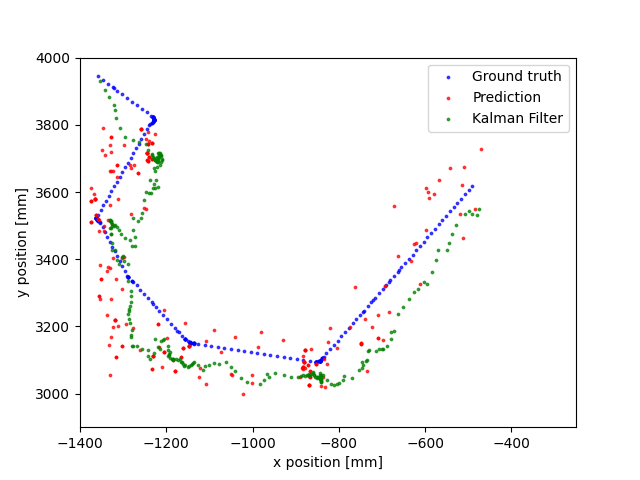 4000
Ground truth
Prediction
Kalman Filter
3800
3600
y position [mm]
3400
3200
3000
−1400 −1200 −1000 −800 −600 −400
x position [mm]